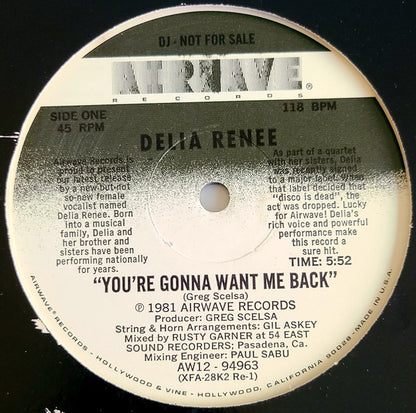 DJ - NOT FOR SALE
AIRWAVE®
RECORDS
SIDE ONE
45 RPM
118 BPM
DELIA RENEE
Airwave Records is
proud to present
our latest release
by a new-but-not
so-new female
vocalist named
Delia Renee. Born
into a musical
family, Delia and
her brother and
sisters have been
performing nationally
for years.
As part of a quartet
with her sisters, Delia
was recently signed
to a major label. When
that label decided that
"disco is dead", the
act was dropped. Lucky
for Airwave! Delia's
rich voice and powerful
performance make
this record a
sure hit.
TIME: 5:52
"YOU'RE GONNA WANT ME BACK"
(Greg Scelsa)
℗ 1981 AIRWAVE RECORDS
Producer: GREG SCELSA
String & Horn Arrangements: GIL ASKEY
Mixed by RUSTY GARNER at 54 EAST
SOUND RECORDERS; Pasadena, Ca.
Mixing Engineer: PAUL SABU
AW12 - 94963
(XFA-28K2 Re-1)
AIRWAVE® RECORDS - HOLLYWOOD & VINE - HOLLYWOOD, CALIFORNIA 90028 - MADE IN U.S.A.